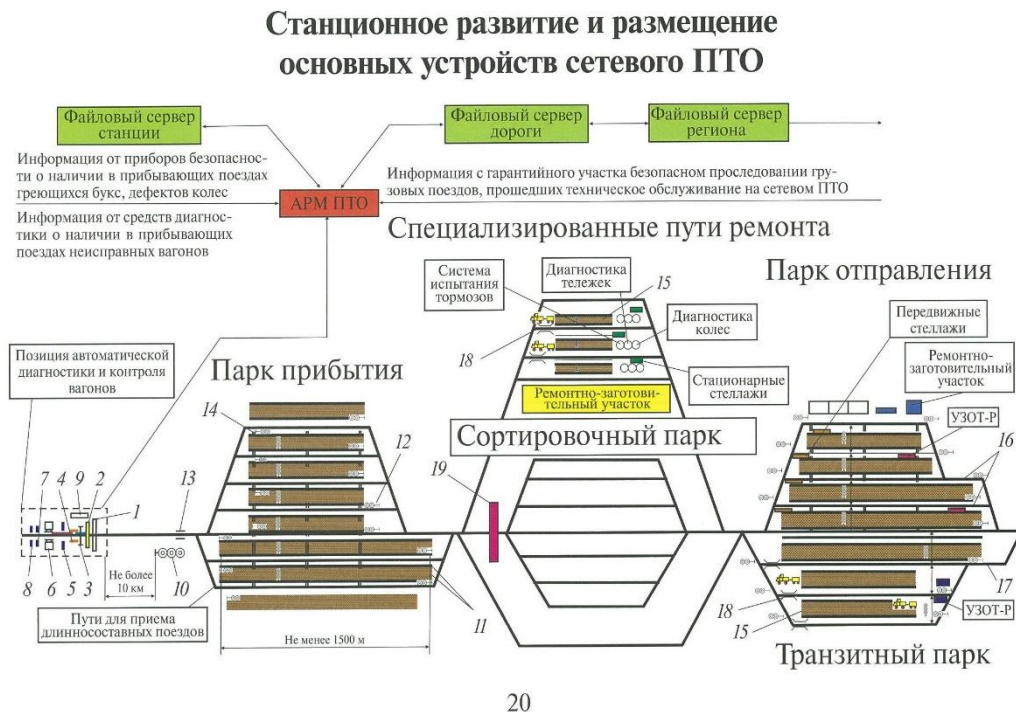 Станционное развитие и размещение
основных устройств сетевого ПТО
Файловый сервер
станции
Файловый сервер
дороги
Файловый сервер
региона
Информация от приборов безопаснос-
ти о наличии в прибывающих поездах
греющихся букс, дефектов колес
АРМ ПТО
Информация с гарантийного участка безопасном проследовании гру-
зовых поездов, прошедших техническое обслуживание на сетевом ПТО
Информация от средств диагнос-
тики о наличии в прибывающих
поездах неисправных вагонов
Специализированные пути ремонта
Система
испытания
тормозов
Диагностика
тележек
15
Диагностика
колес
18
Стационарные
стеллажи
Ремонтно-заготови-
тельный участок
Парк отправления
Передвижные
стеллажи
Ремонтно-
заготовительный
участок
УЗОТ-Р
16
Позиция автоматической
диагностики и контроля
вагонов
Парк прибытия
14
12
Сортировочный парк
19
7 4 9 2 1
13
8 6 5 3
Не более
10 км
10
11
Пути для приема
длинносоставных поездов
Не менее 1500 м
17
18
15
УЗОТ-Р
Транзитный парк
20